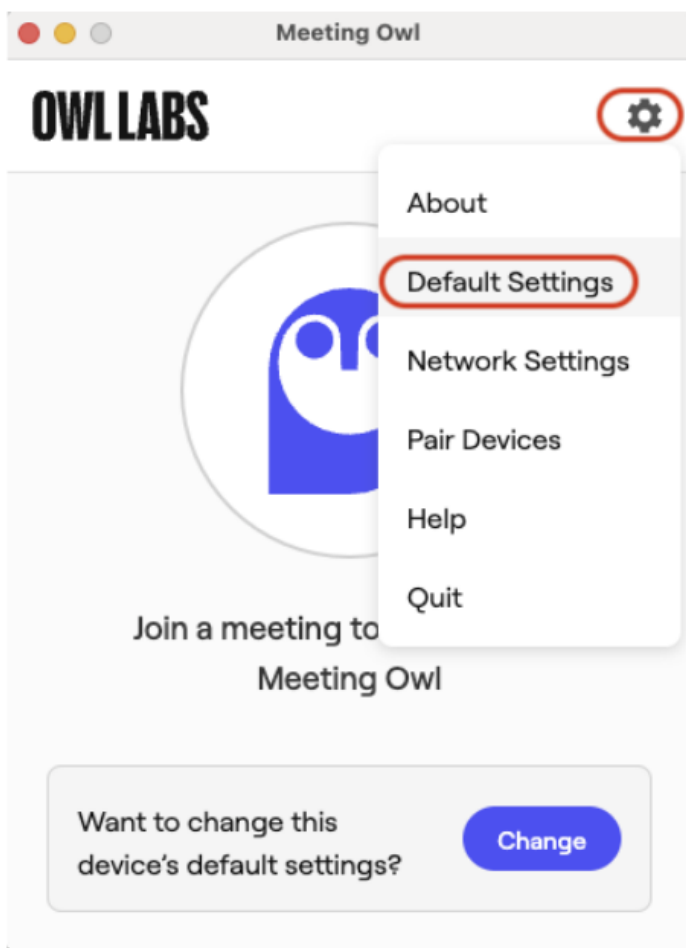 Meeting Owl
OWL LABS
About
Default Settings
Network Settings
Pair Devices
Help
Quit
Join a meeting to
Meeting Owl
Want to change this
device's default settings?
Change